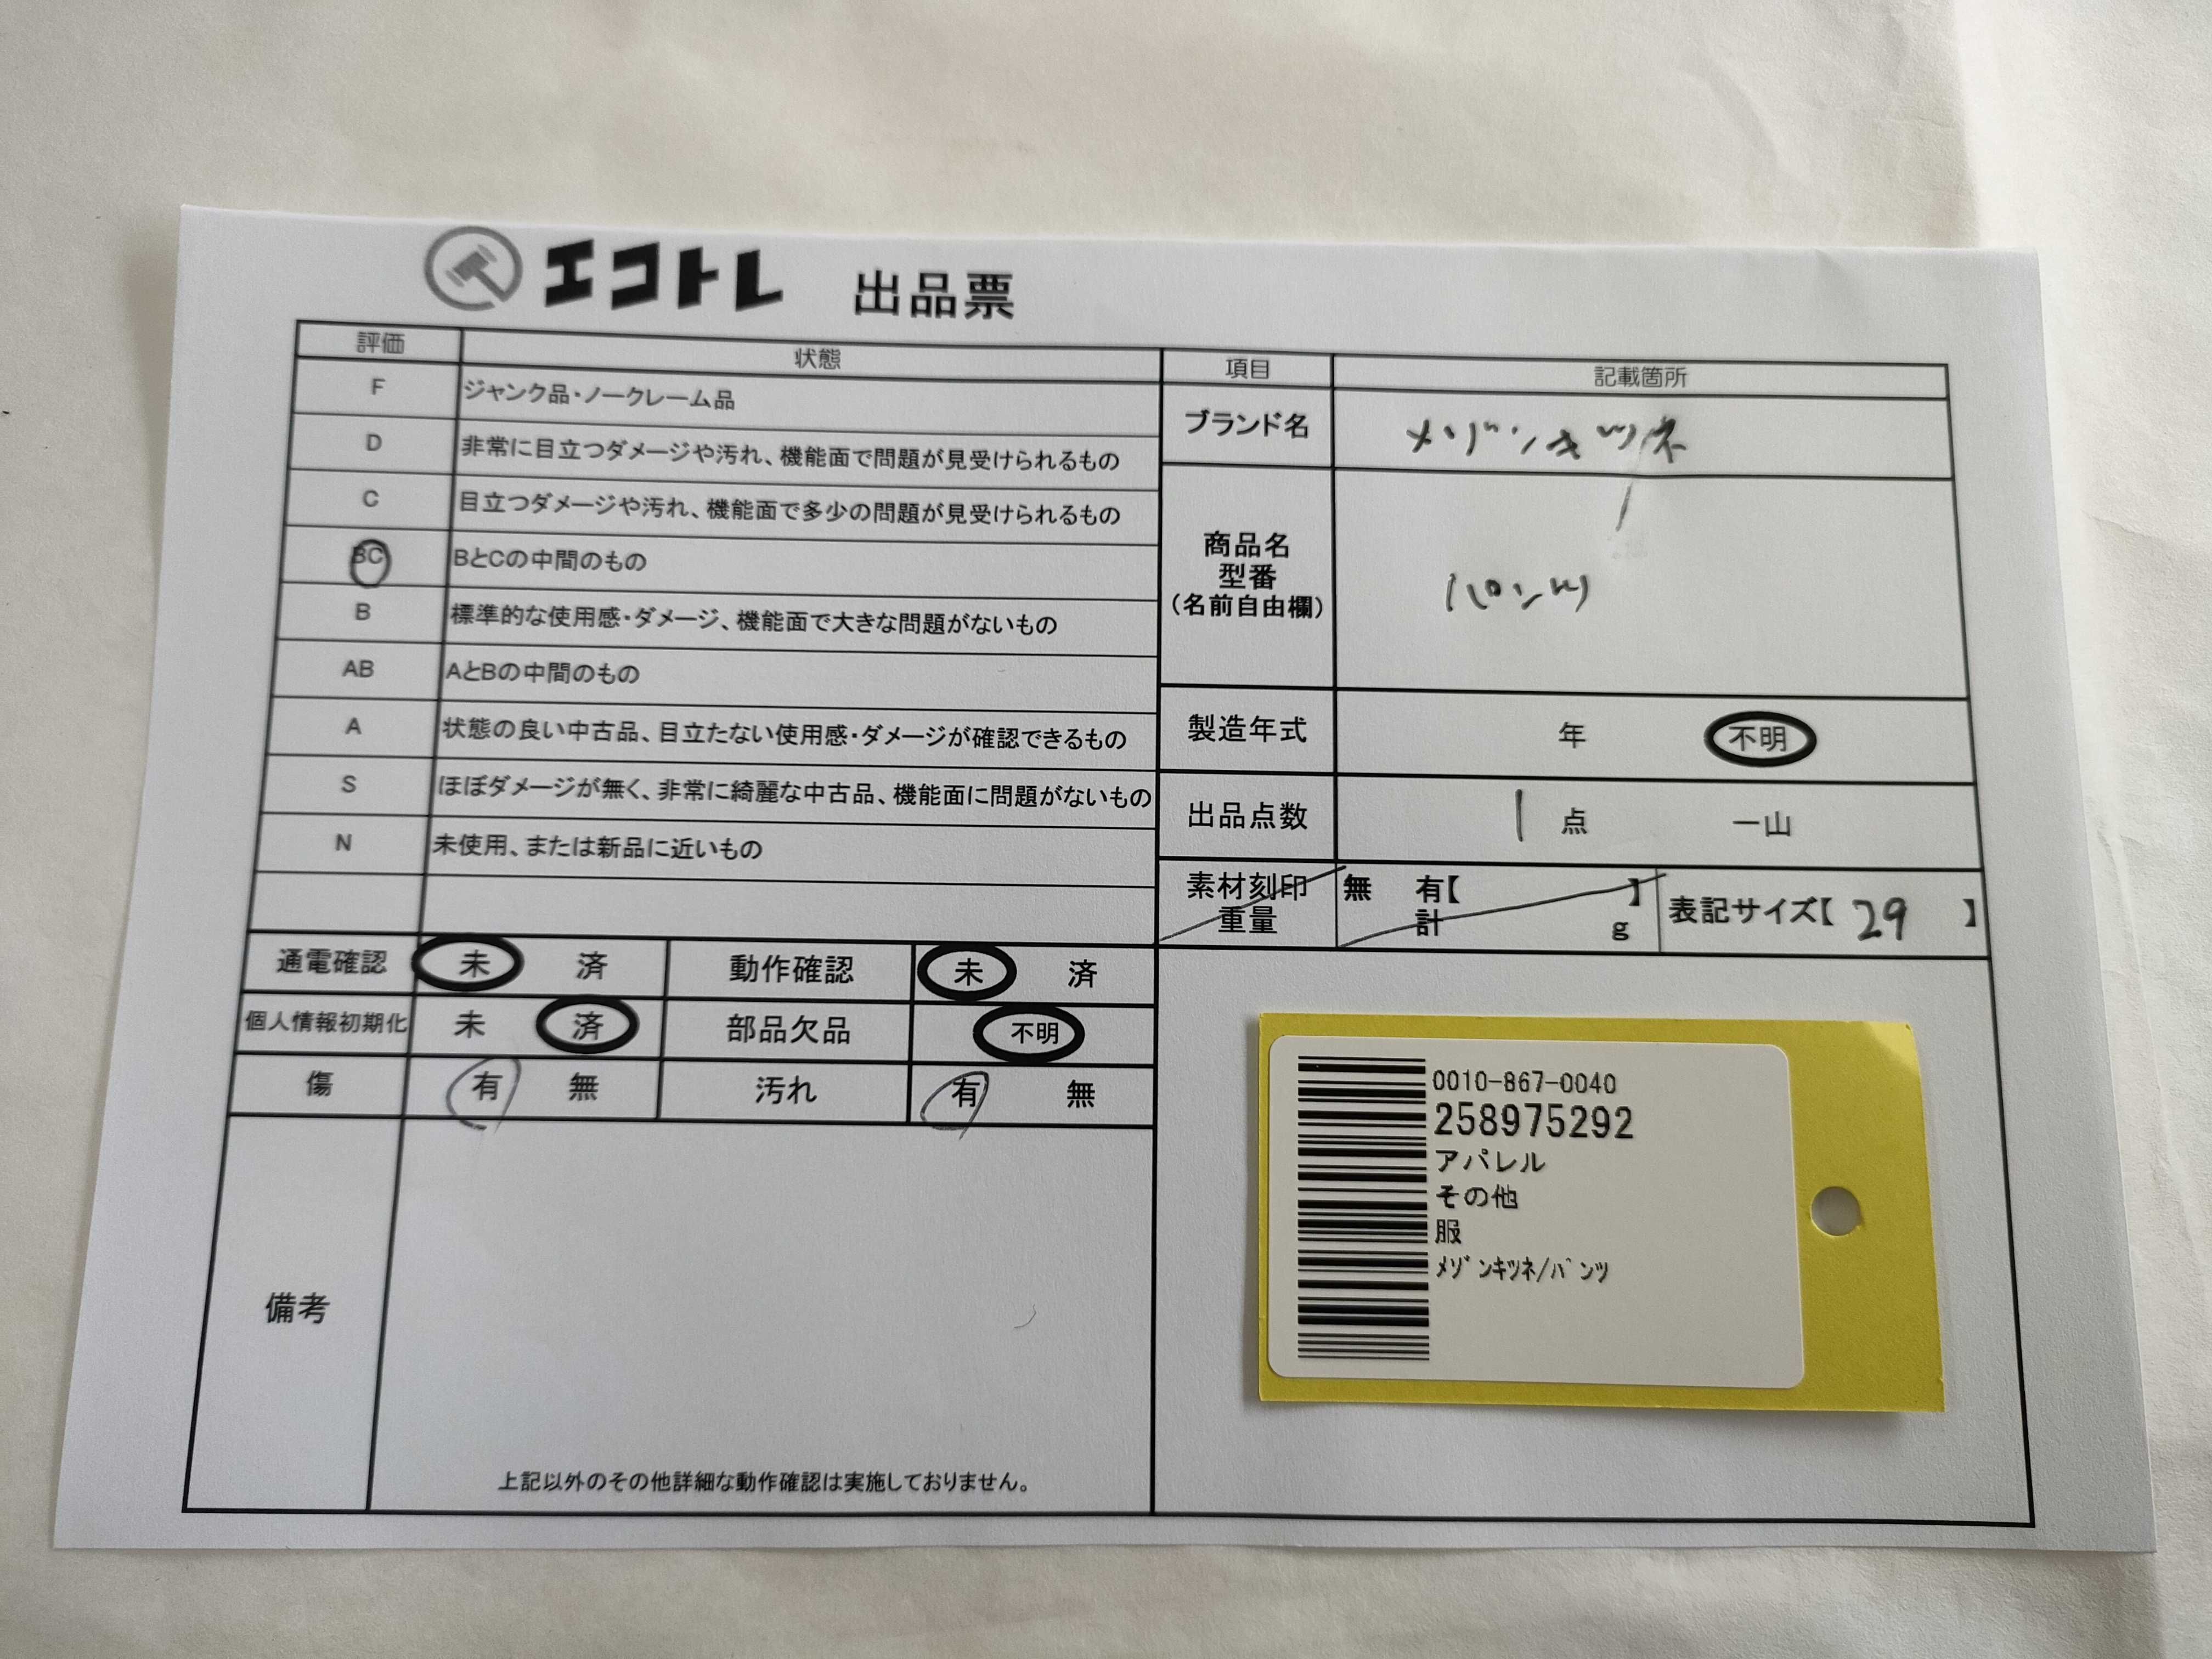 エコトレ 出品票
評価 状態
F ジャンク品・ノークレーム品
D 非常に目立つダメージや汚れ、機能面で問題が見受けられるもの
C 目立つダメージや汚れ、機能面で多少の問題が見受けられるもの
BC BとCの中間のもの
B 標準的な使用感・ダメージ、機能面で大きな問題がないもの
AB AとBの中間のもの
A 状態の良い中古品、目立たない使用感・ダメージが確認できるもの
S ほぼダメージが無く、非常に綺麗な中古品、機能面に問題がないもの
N 未使用、または新品に近いもの
項目 記載箇所
ブランド名 メゾンキツネ
商品名
型番
(名前自由欄)
パンツ
製造年式 年 不明
出品点数 1 点 一山
素材刻印 無 有【 】
重量 計 g
表記サイズ【 29 】
通電確認 未 済 動作確認 未 済
個人情報初期化 未 済 部品欠品 不明
傷 有 無 汚れ 有 無
備考
上記以外のその他詳細な動作確認は実施しておりません。
0010-867-0040
258975292
アパレル
その他
服
ﾒｿﾞﾝｷﾂﾈ/ﾊﾟﾝﾂ